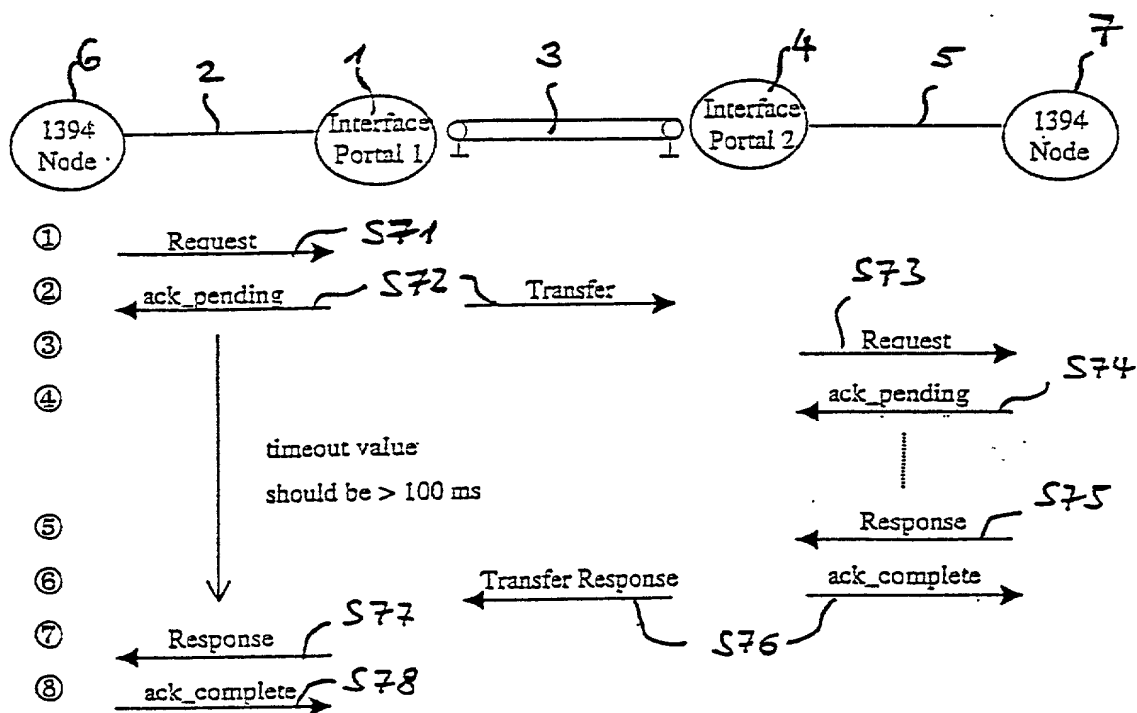 6 2 1 3 4 5 7
1394 Node
Interface Portal 1
Interface Portal 2
1394 Node
① Request S71
② ack_pending S72 Transfer
S73
③ Request
④ ack_pending S74
timeout value
should be > 100 ms
⑤ Response S75
⑥ Transfer Response ack_complete
S76
⑦ Response S77
⑧ ack_complete S78